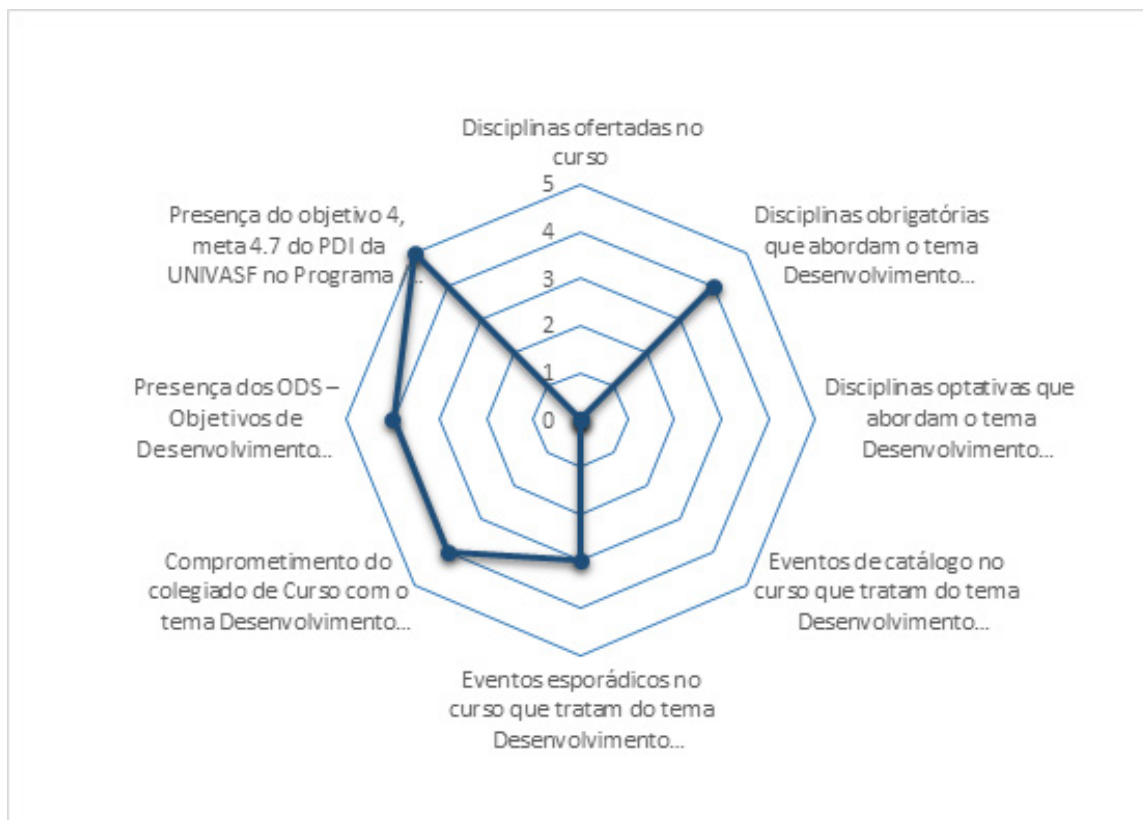 Disciplinas ofertadas no
curso
5
4
3
2
1
0
Disciplinas obrigatórias
que abordam o tema
Desenvolvimento...
Disciplinas optativas que
abordam o tema
Desenvolvimento...
Eventos de catálogo no
curso que tratam do tema
Desenvolvimento...
Eventos esporádicos no
curso que tratam do tema
Desenvolvimento...
Comprometimento do
colegiado de Curso com o
tema Desenvolvimento...
Presença dos ODS –
Objetivos de
Desenvolvimento...
Presença do objetivo 4,
meta 4.7 do PDI da
UNIVASF no Programa ...